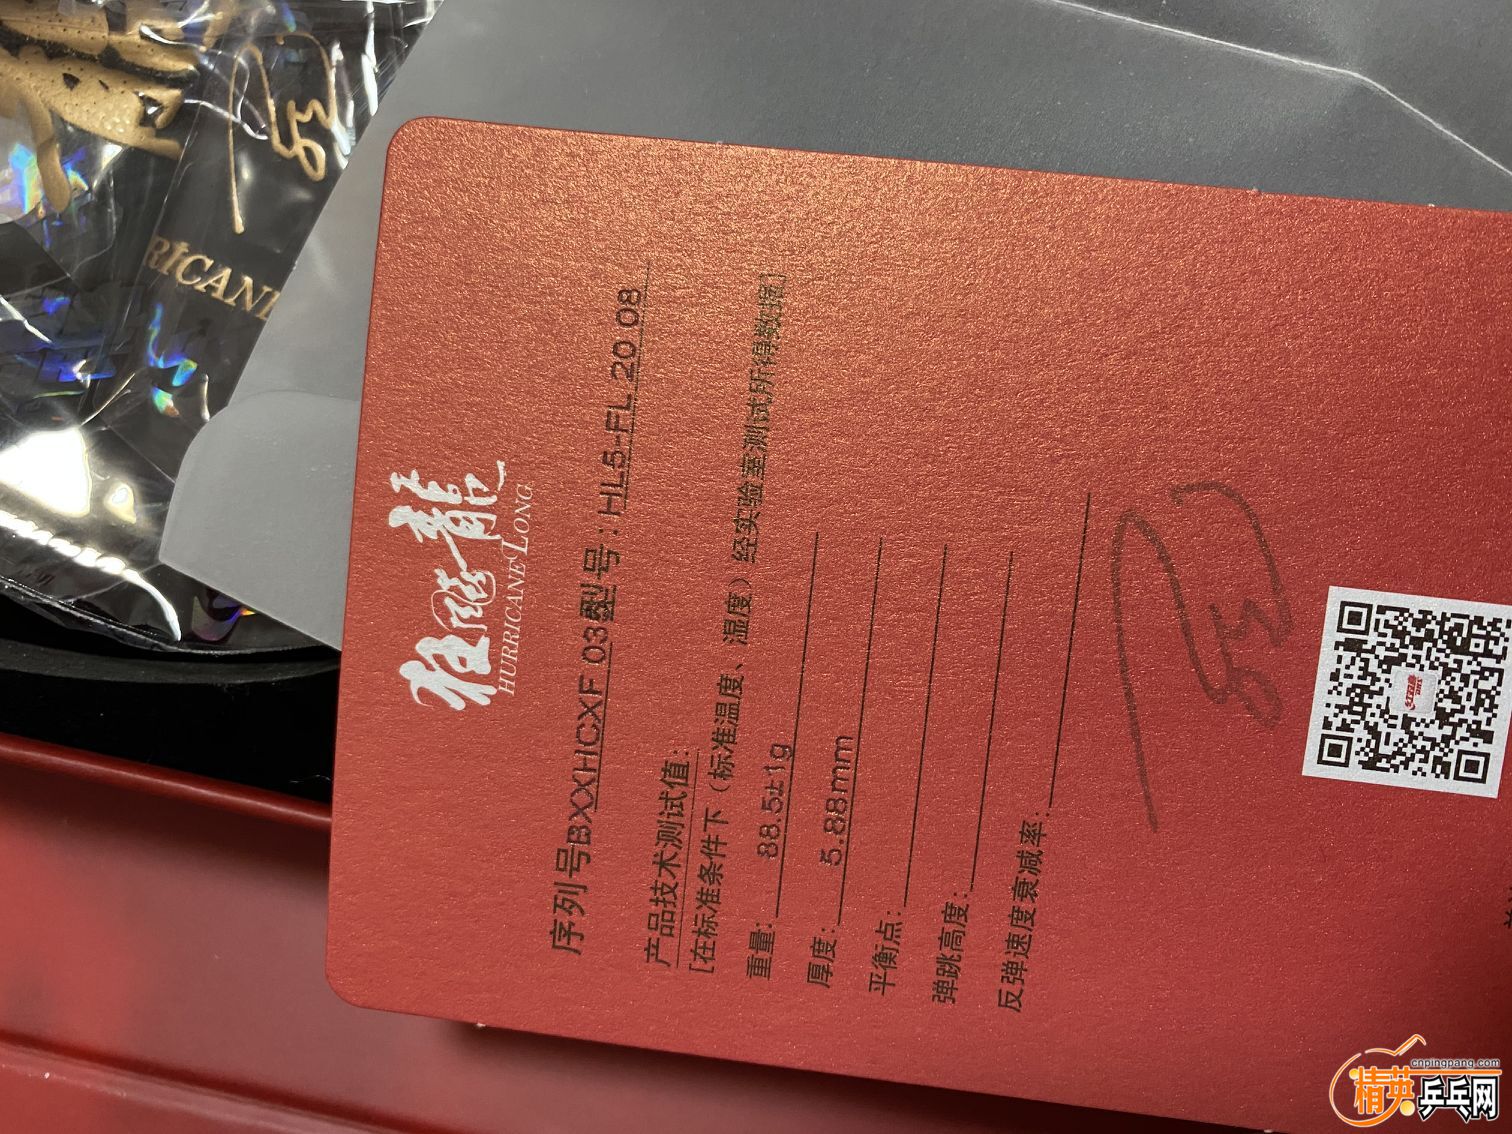 狂飚龍
HURRICANE LONG
序列号BXXHCXF 03型号:HL5-FL 20 08
产品技术测试值:
[在标准条件下(标准温度、湿度)经实验室测试所得数据]
重量: 88.5±1g
厚度: 5.88mm
平衡点:
弹跳高度:
反弹速度衰减率:
RICANE
cnpingpang.com
精英乒乓网